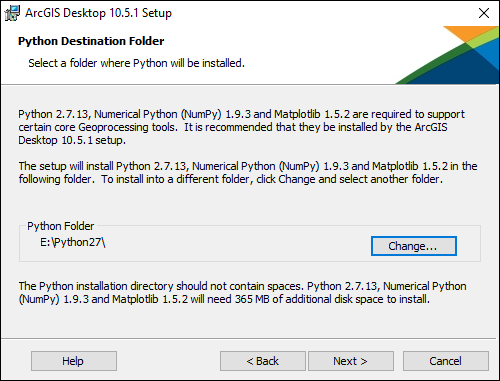 ArcGIS Desktop 10.5.1 Setup
Python Destination Folder
Select a folder where Python will be installed.
Python 2.7.13, Numerical Python (NumPy) 1.9.3 and Matplotlib 1.5.2 are required to support
certain core Geoprocessing tools.  It is recommended that they be installed by the ArcGIS
Desktop 10.5.1 setup.
The setup will install Python 2.7.13, Numerical Python (NumPy) 1.9.3 and Matplotlib 1.5.2 in the
following folder.  To install into a different folder, click Change and select another folder.
Python Folder
E:\Python27\
Change...
The Python installation directory should not contain spaces. Python 2.7.13, Numerical Python
(NumPy) 1.9.3 and Matplotlib 1.5.2 will need 365 MB of additional disk space to install.
Help
< Back
Next >
Cancel